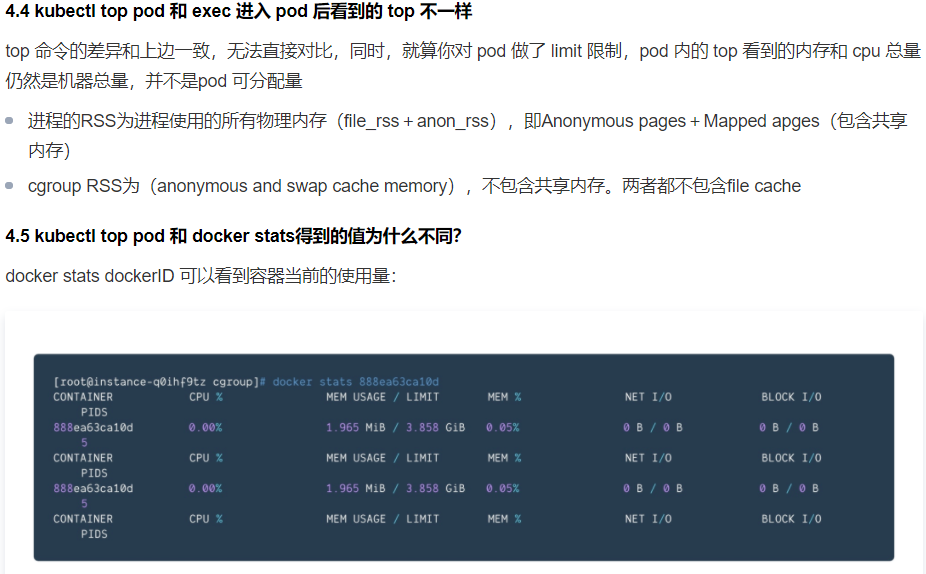 4.4 kubectl top pod 和 exec 进入 pod 后看到的 top 不一样
top 命令的差异和上边一致，无法直接对比，同时，就算你对 pod 做了 limit 限制，pod 内的 top 看到的内存和 cpu 总量
仍然是机器总量，并不是pod 可分配量
进程的RSS为进程使用的所有物理内存（file_rss＋anon_rss），即Anonymous pages＋Mapped apges（包含共享
内存）
cgroup RSS为（anonymous and swap cache memory），不包含共享内存。两者都不包含file cache
4.5 kubectl top pod 和 docker stats得到的值为什么不同？
docker stats dockerID 可以看到容器当前的使用量：
[root@instance-q0ihf9tz cgroup]# docker stats 888ea63ca10d
CONTAINER CPU % MEM USAGE / LIMIT MEM % NET I/O BLOCK I/O
PIDS
888ea63ca10d 0.00% 1.965 MiB / 3.858 GiB 0.05% 0 B / 0 B 0 B / 0 B
5
CONTAINER CPU % MEM USAGE / LIMIT MEM % NET I/O BLOCK I/O
PIDS
888ea63ca10d 0.00% 1.965 MiB / 3.858 GiB 0.05% 0 B / 0 B 0 B / 0 B
5
CONTAINER CPU % MEM USAGE / LIMIT MEM % NET I/O BLOCK I/O
PIDS